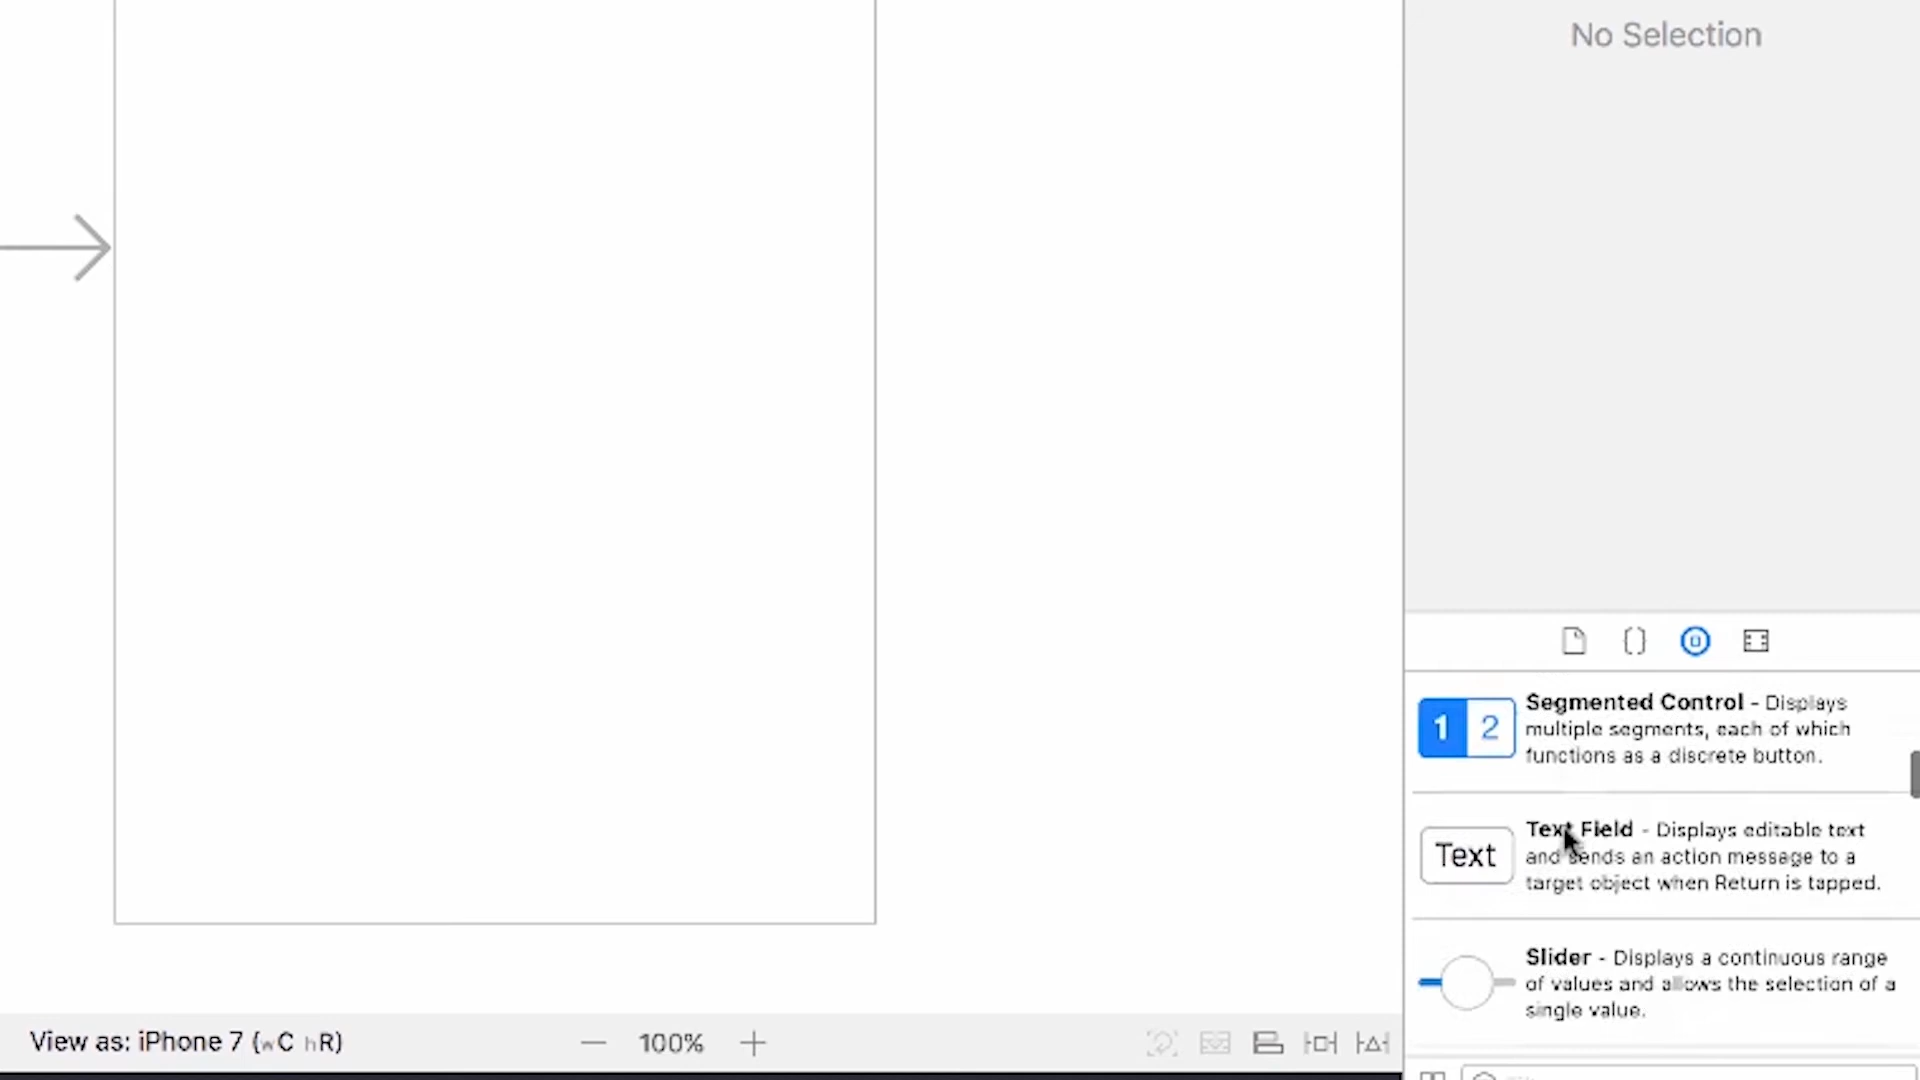 No Selection
1 2
Segmented Control - Displays
multiple segments, each of which
functions as a discrete button.
Text
Text Field - Displays editable text
and sends an action message to a
target object when Return is tapped.
Slider - Displays a continuous range
of values and allows the selection of a
single value.
View as: iPhone 7 (wC hR)
100%